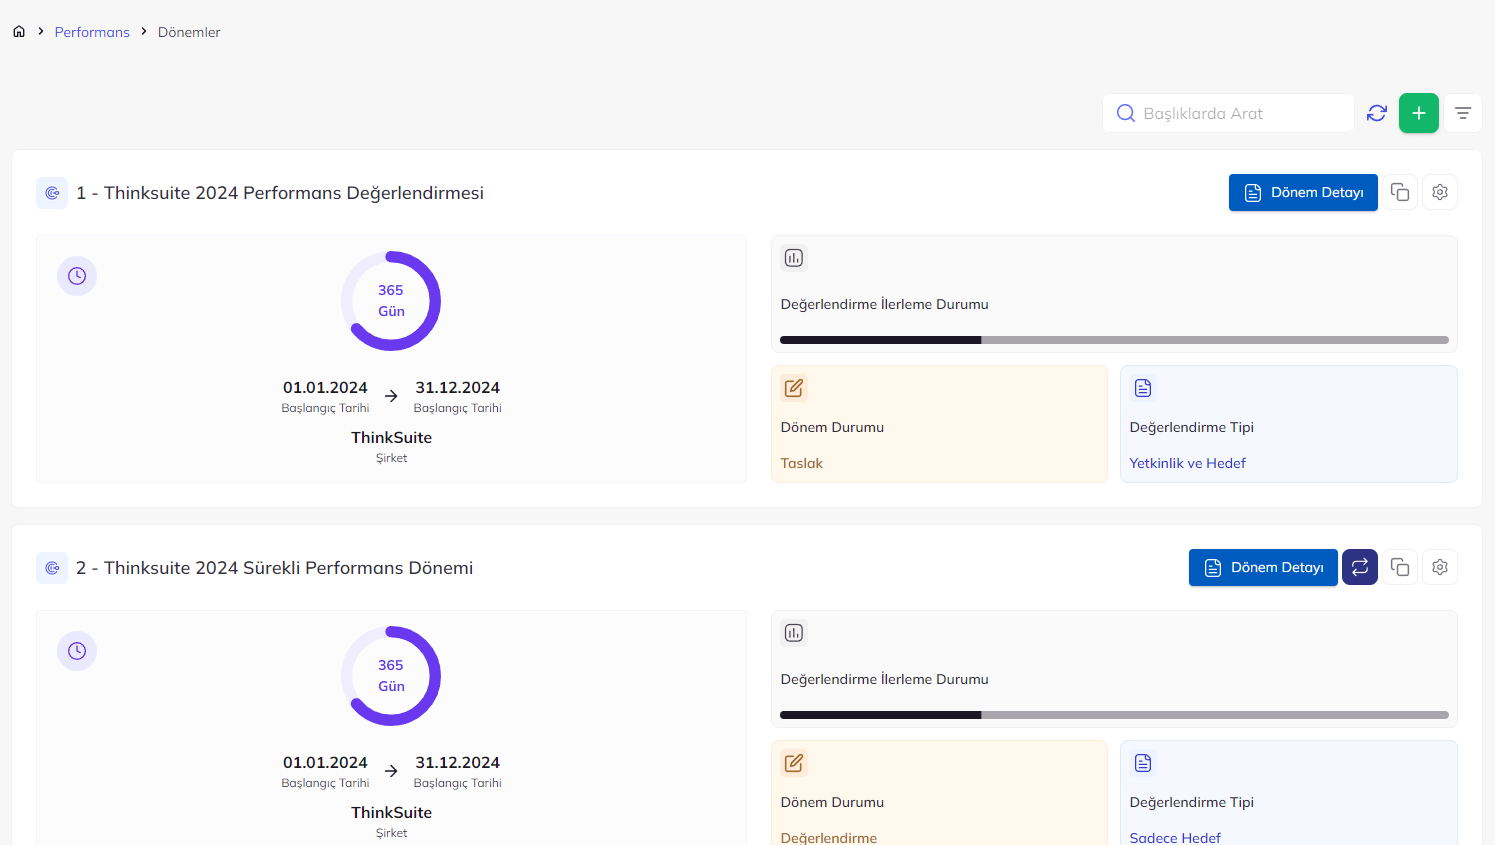 Performans
Dönemler
Başlıklarda Arat
1 - Thinksuite 2024 Performans Değerlendirmesi
Dönem Detayı
365
Gün
01.01.2024
31.12.2024
Başlangıç Tarihi
Başlangıç Tarihi
ThinkSuite
Şirket
Değerlendirme İlerleme Durumu
Dönem Durumu
Taslak
Değerlendirme Tipi
Yetkinlik ve Hedef
2 - Thinksuite 2024 Sürekli Performans Dönemi
Dönem Detayı
365
Gün
01.01.2024
31.12.2024
Başlangıç Tarihi
Başlangıç Tarihi
ThinkSuite
Şirket
Değerlendirme İlerleme Durumu
Dönem Durumu
Değerlendirme
Değerlendirme Tipi
Sadece Hedef